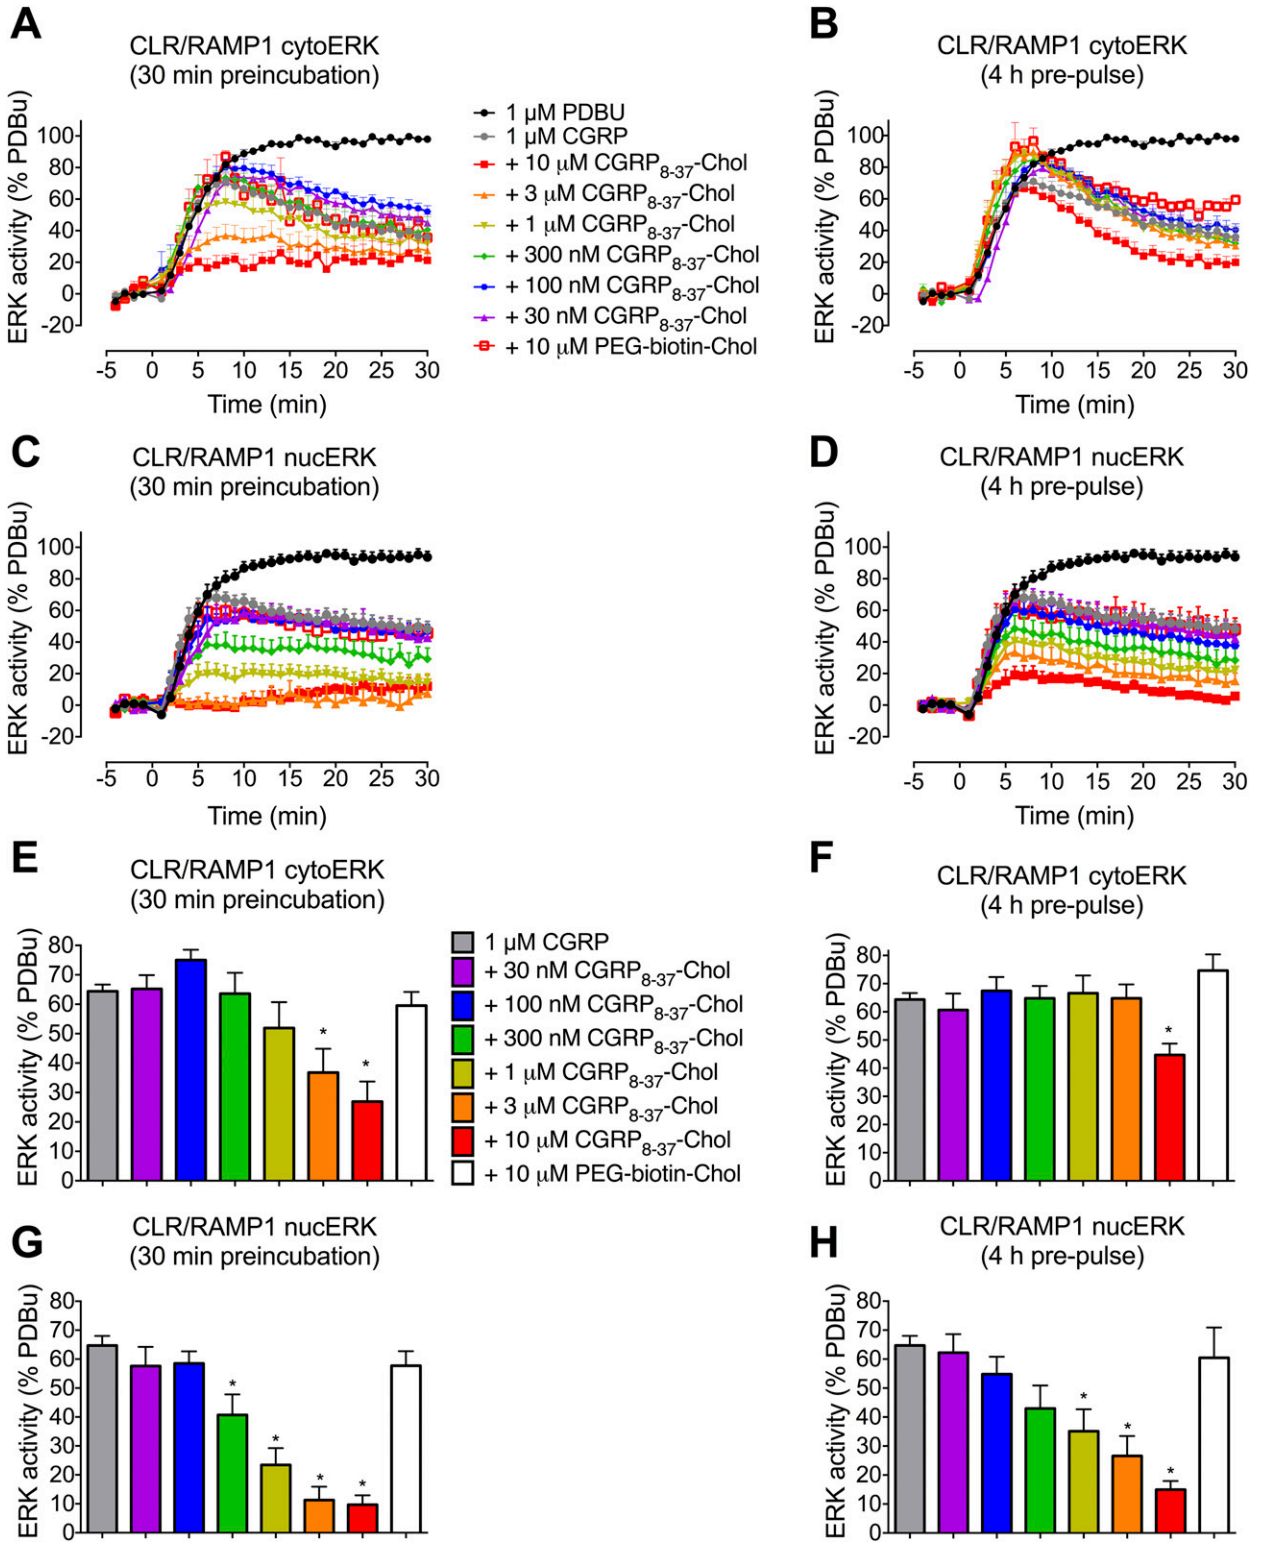 A
CLR/RAMP1 cytoERK
(30 min preincubation)
ERK activity (% PDBu)
100
80
60
40
20
0
-20
-5 0 5 10 15 20 25 30
Time (min)
1 µM PDBU
1 µM CGRP
+ 10 µM CGRP8-37-Chol
+ 3 µM CGRP8-37-Chol
+ 1 µM CGRP8-37-Chol
+ 300 nM CGRP8-37-Chol
+ 100 nM CGRP8-37-Chol
+ 30 nM CGRP8-37-Chol
+ 10 µM PEG-biotin-Chol
B
CLR/RAMP1 cytoERK
(4 h pre-pulse)
ERK activity (% PDBu)
100
80
60
40
20
0
-20
-5 0 5 10 15 20 25 30
Time (min)
C
CLR/RAMP1 nucERK
(30 min preincubation)
ERK activity (% PDBu)
100
80
60
40
20
0
-20
-5 0 5 10 15 20 25 30
Time (min)
D
CLR/RAMP1 nucERK
(4 h pre-pulse)
ERK activity (% PDBu)
100
80
60
40
20
0
-20
-5 0 5 10 15 20 25 30
Time (min)
E
CLR/RAMP1 cytoERK
(30 min preincubation)
ERK activity (% PDBu)
80
70
60
50
40
30
20
10
0
* *
1 µM CGRP
+ 30 nM CGRP8-37-Chol
+ 100 nM CGRP8-37-Chol
+ 300 nM CGRP8-37-Chol
+ 1 µM CGRP8-37-Chol
+ 3 µM CGRP8-37-Chol
+ 10 µM CGRP8-37-Chol
+ 10 µM PEG-biotin-Chol
F
CLR/RAMP1 cytoERK
(4 h pre-pulse)
ERK activity (% PDBu)
80
70
60
50
40
30
20
10
0
*
G
CLR/RAMP1 nucERK
(30 min preincubation)
ERK activity (% PDBu)
80
70
60
50
40
30
20
10
0
* * * *
H
CLR/RAMP1 nucERK
(4 h pre-pulse)
ERK activity (% PDBu)
80
70
60
50
40
30
20
10
0
* * *